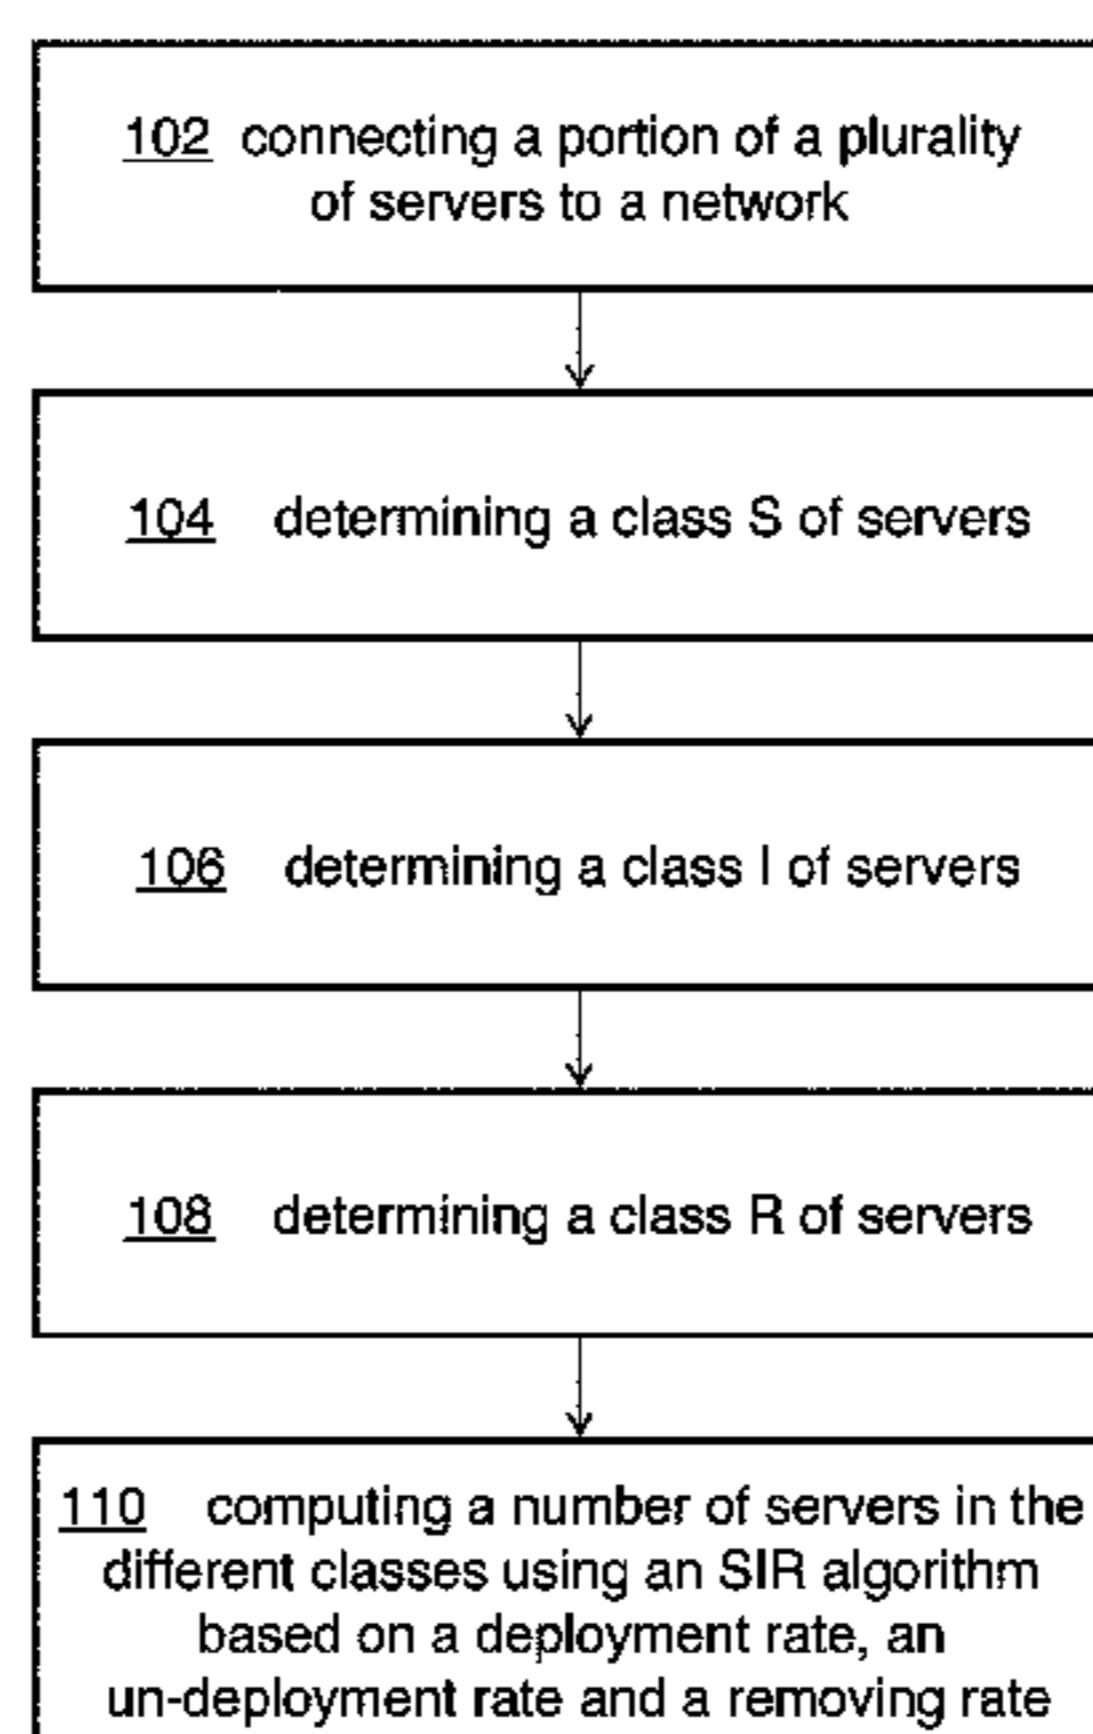 102 connecting a portion of a plurality
of servers to a network
104 determining a class S of servers
106 determining a class I of servers
108 determining a class R of servers
110 computing a number of servers in the
different classes using an SIR algorithm
based on a deployment rate, an
un-deployment rate and a removing rate